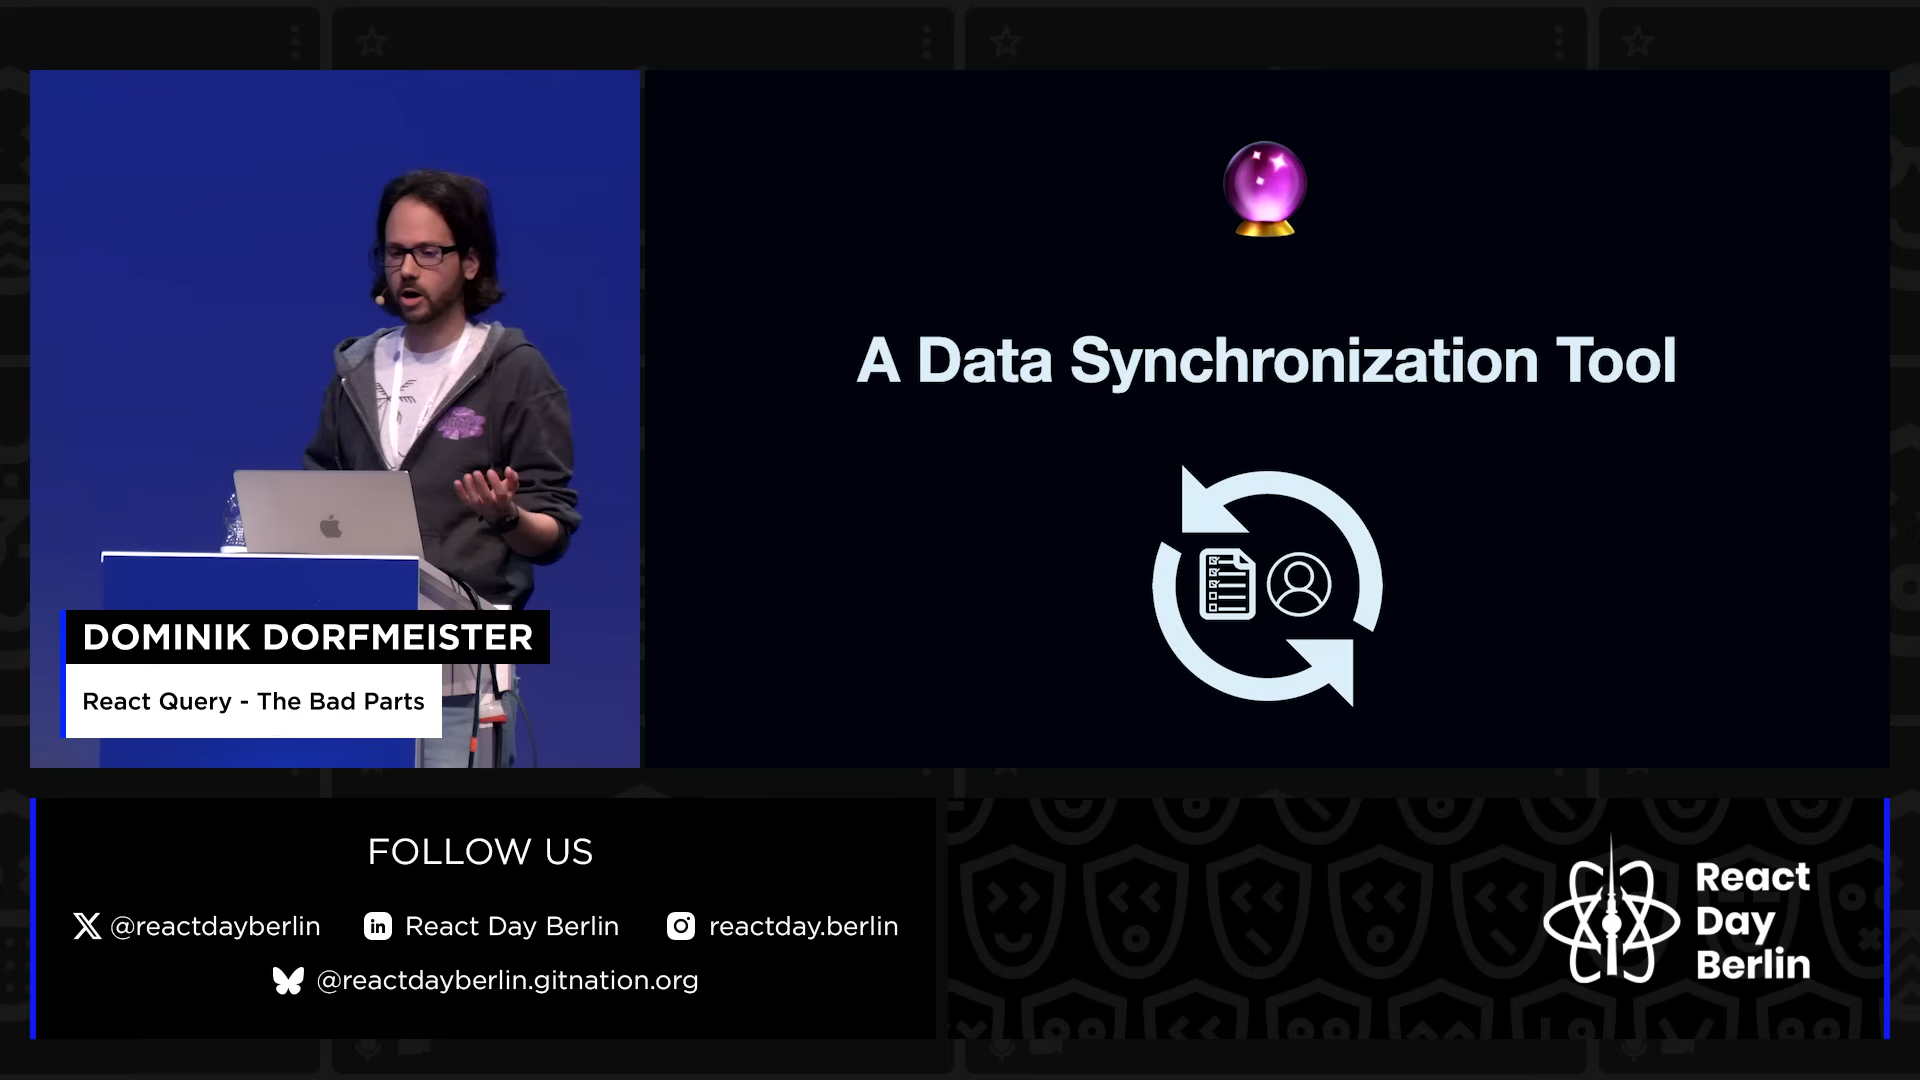 A Data Synchronization Tool
DOMINIK DORFMEISTER
React Query - The Bad Parts
FOLLOW US
@reactdayberlin
React Day Berlin
reactday.berlin
@reactdayberlin.gitnation.org
React
Day
Berlin